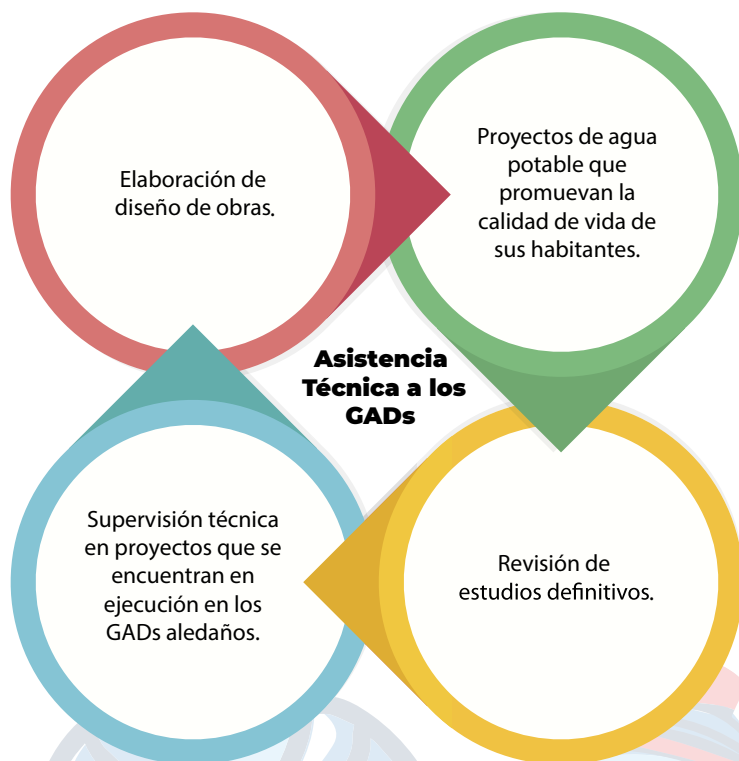 Elaboración de
diseño de obras.
Proyectos de agua
potable que
promuevan la
calidad de vida de
sus habitantes.
Asistencia
Técnica a los
GADs
Supervisión técnica
en proyectos que se
encuentran en
ejecución en los
GADs aledaños.
Revisión de
estudios definitivos.